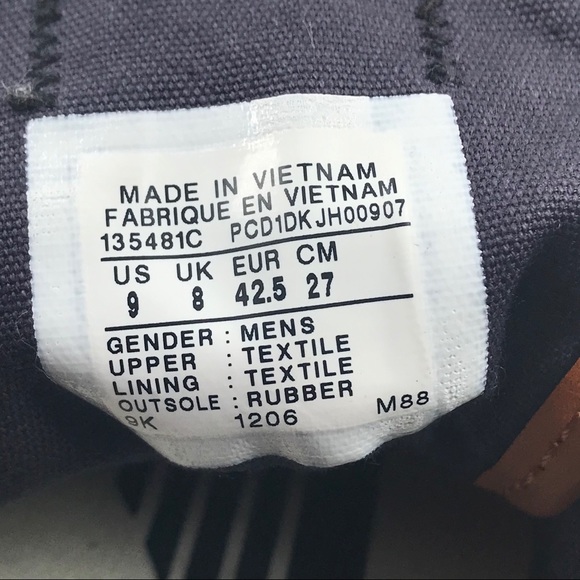 MADE IN VIETNAM
FABRIQUE EN VIETNAM
135481C PCD1DKJH00907
US UK EUR CM
9 8 42.5 27
GENDER : MENS
UPPER : TEXTILE
LINING : TEXTILE
OUTSOLE : RUBBER
9K 1206 M88